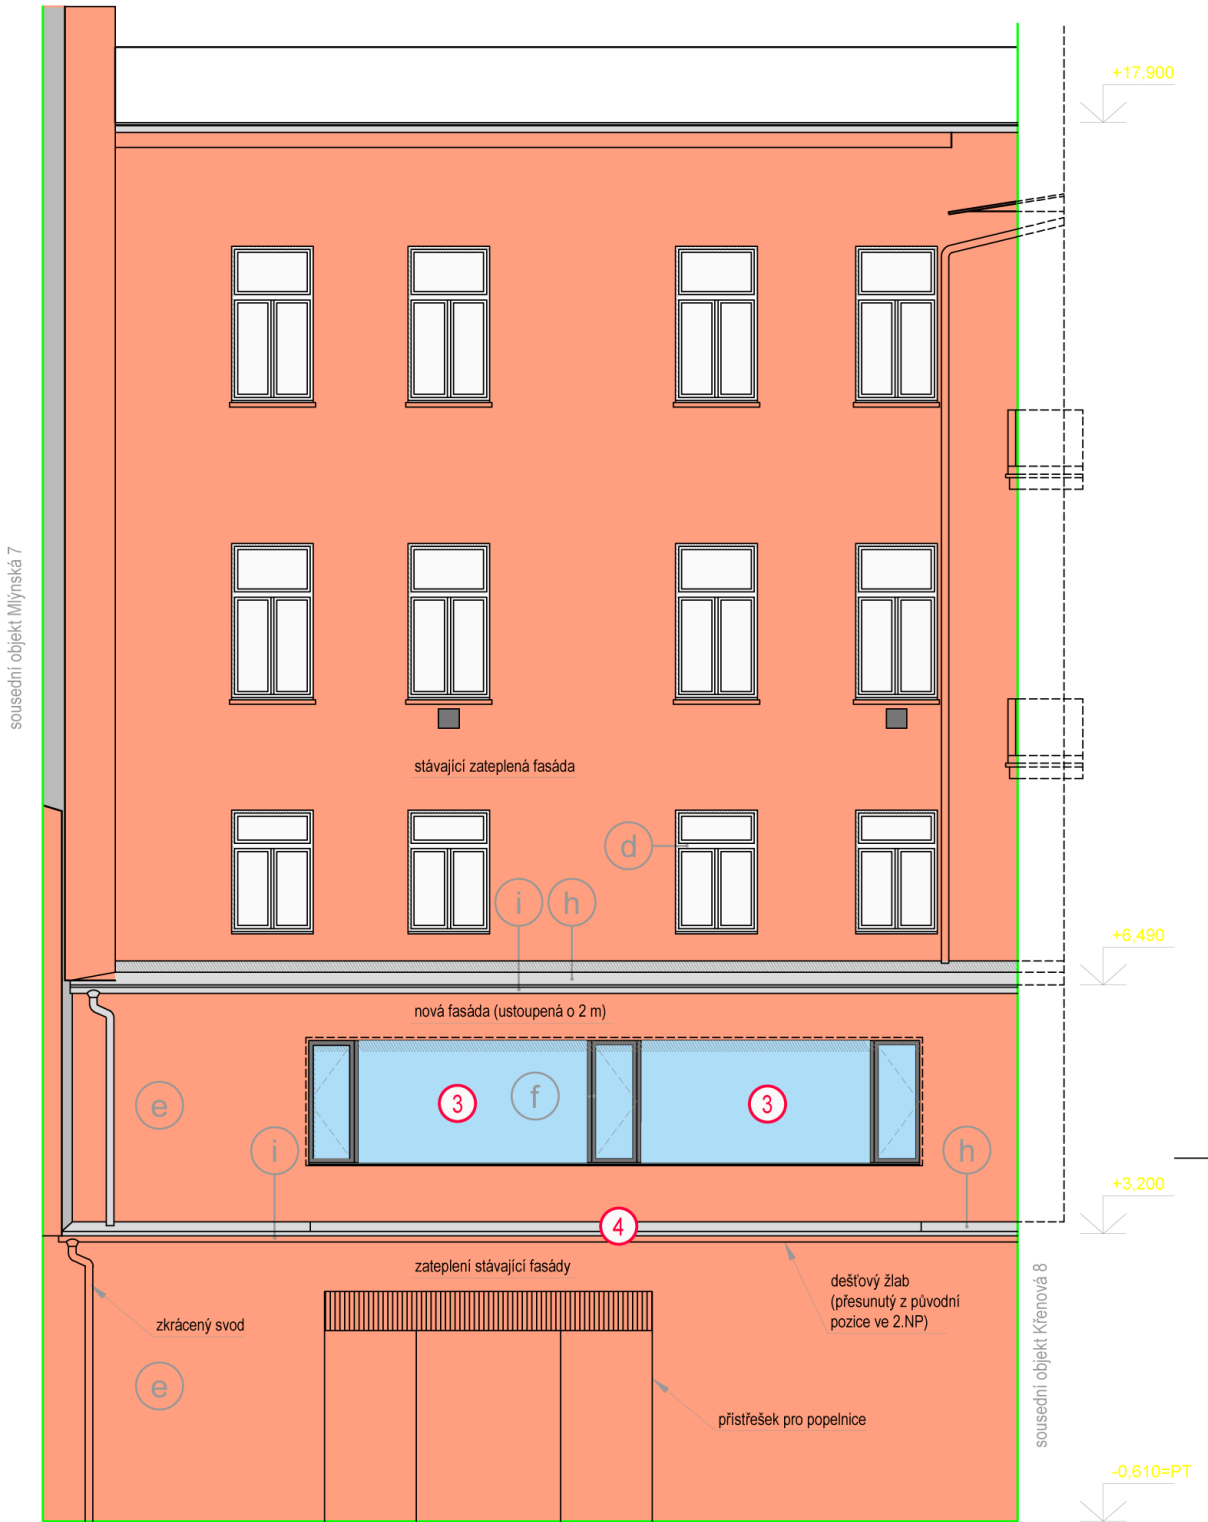 +17,900
sousední objekt Mlýnská 7
stávající zateplená fasáda
d
i
h
+6,490
nová fasáda (ustoupená o 2 m)
3
f
3
e
i
h
+3,200
4
zateplení stávající fasády
dešťový žlab
(přesunutý z původní
pozice ve 2.NP)
zkrácený svod
sousední objekt Křenová 8
e
přístřešek pro popelnice
-0,610=PT